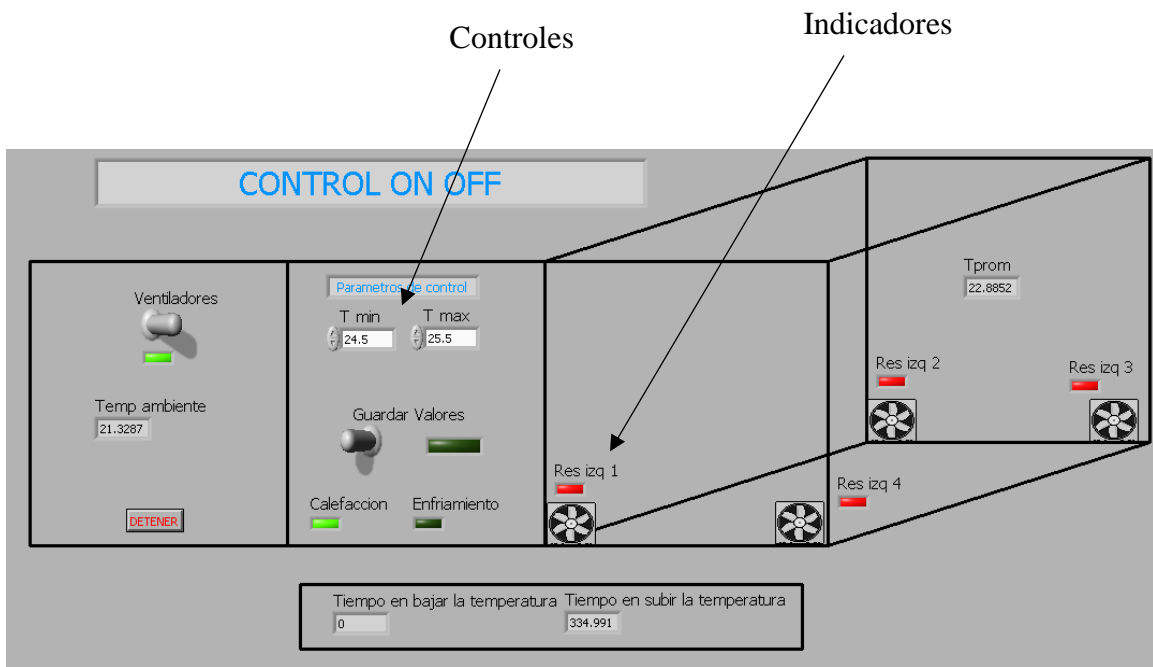 Controles
Indicadores
CONTROL ON OFF
Ventiladores
Temp ambiente
21.3287
DETENER
Parametros de control
T min
T max
24.5
25.5
Guardar Valores
Calefaccion
Enfriamiento
Tprom
22.8852
Res izq 2
Res izq 3
Res izq 1
Res izq 4
Tiempo en bajar la temperatura
Tiempo en subir la temperatura
0
334.991